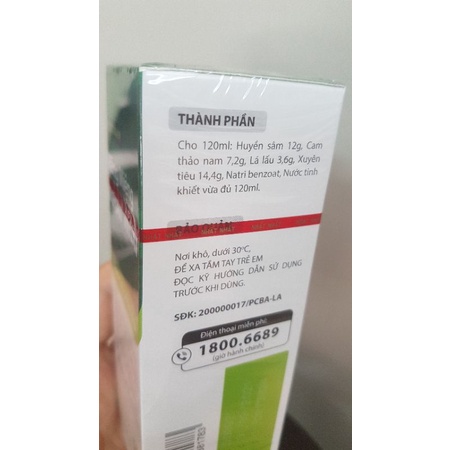 THÀNH PHẦN
Cho 120ml: Huyền sâm 12g, Cam
thảo nam 7,2g, Lá lấu 3,6g, Xuyên
tiêu 14,4g, Natri benzoat, Nước tinh
khiết vừa đủ 120ml.
BẢO QUẢN
Nơi khô, dưới 30°C,
ĐỂ XA TẦM TAY TRẺ EM
ĐỌC KỸ HƯỚNG DẪN SỬ DỤNG
TRƯỚC KHI DÙNG.
SĐK: 200000017/PCBA-LA
Điện thoại miễn phí:
1800.6689
(giờ hành chính)